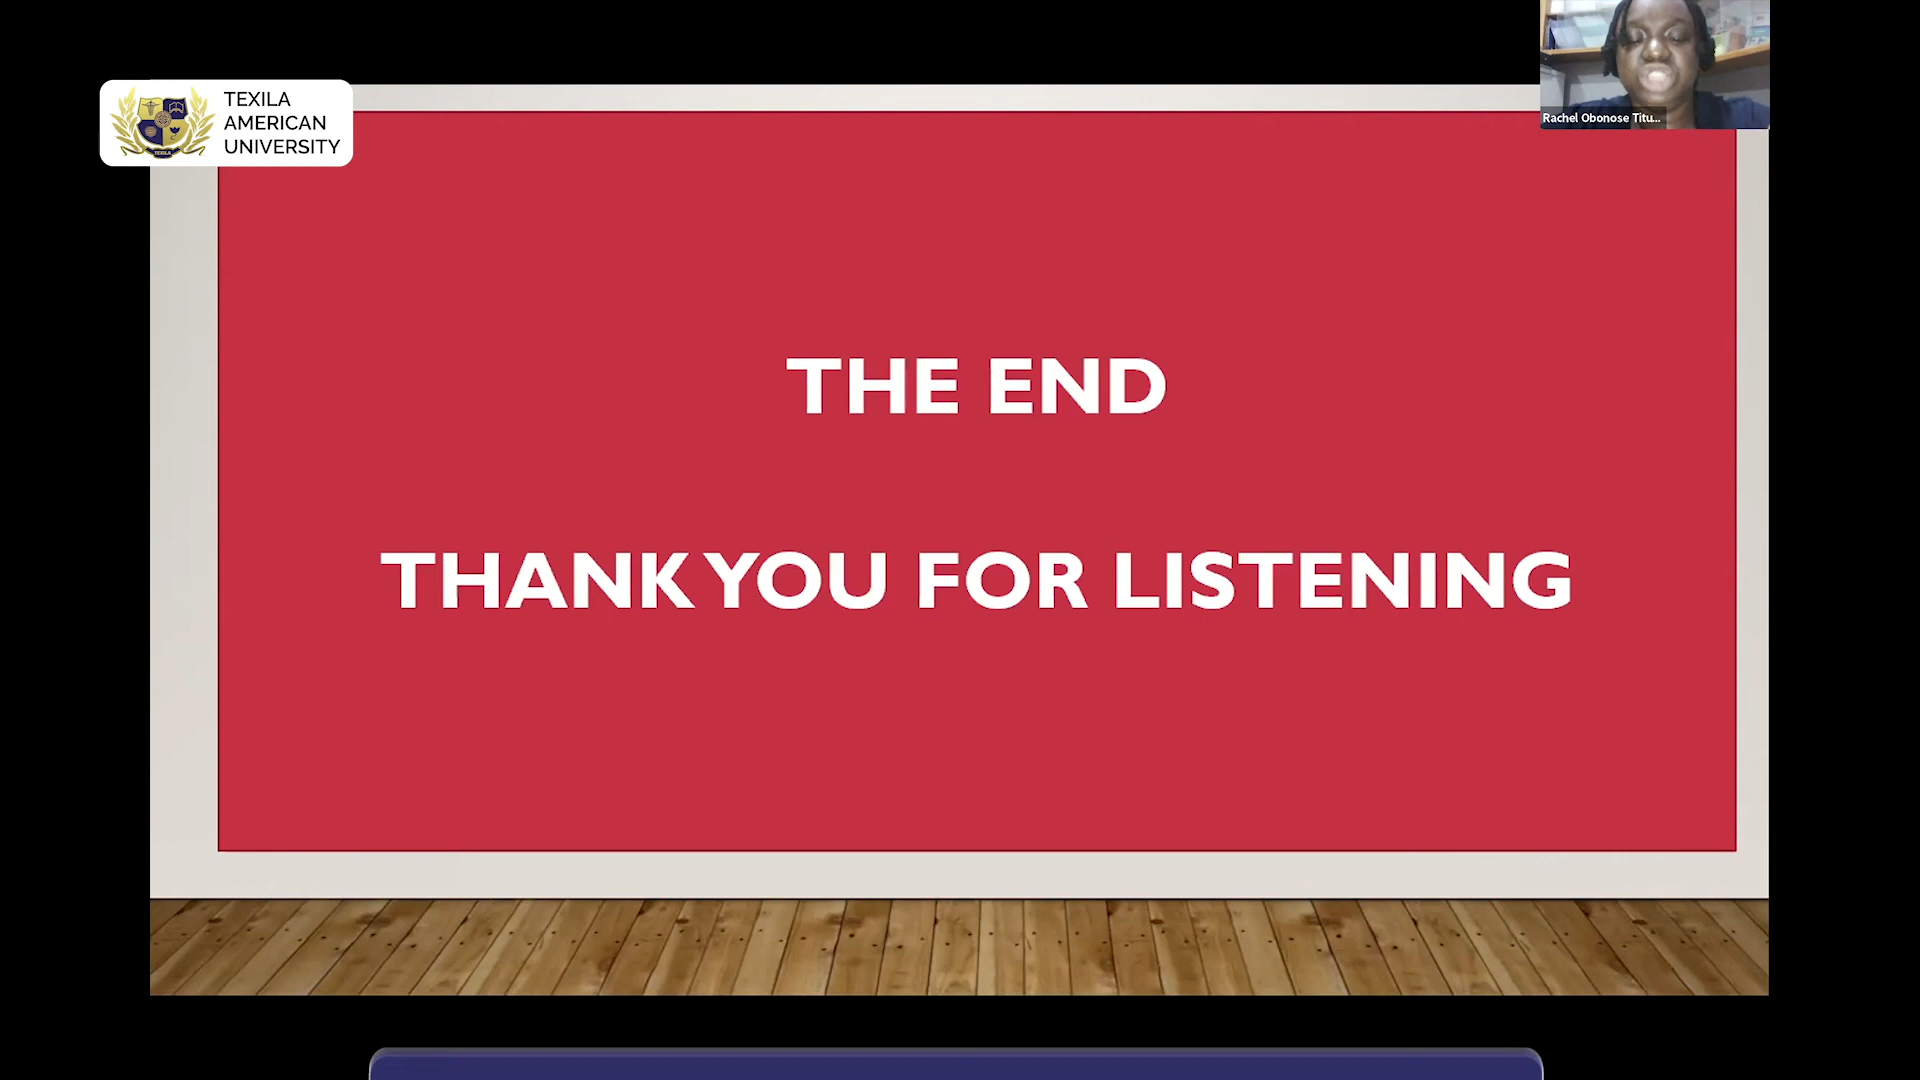 TEXILA
AMERICAN
UNIVERSITY
Rachel Obonose Titu...
THE END
THANK YOU FOR LISTENING